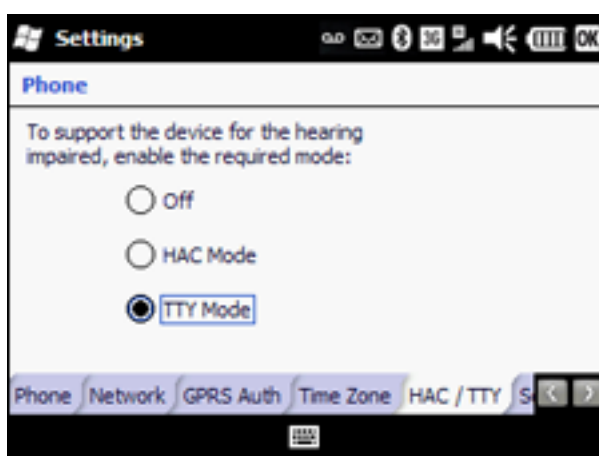 Settings
3G
OK
Phone
To support the device for the hearing
impaired, enable the required mode:
Off
HAC Mode
TTY Mode
Phone Network GPRS Auth Time Zone HAC / TTY